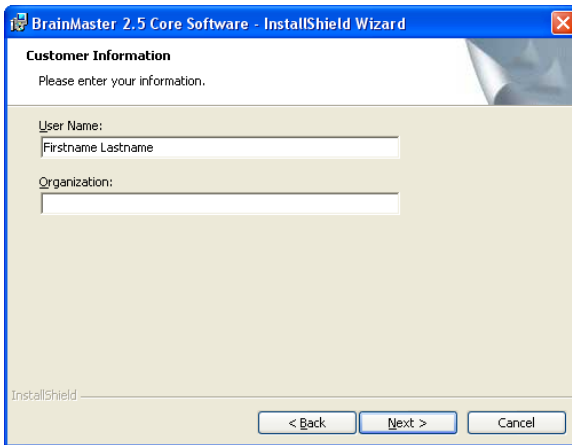 BrainMaster 2.5 Core Software - InstallShield Wizard
Customer Information
Please enter your information.
User Name:
Firstname Lastname
Organization:
InstallShield
< Back Next > Cancel